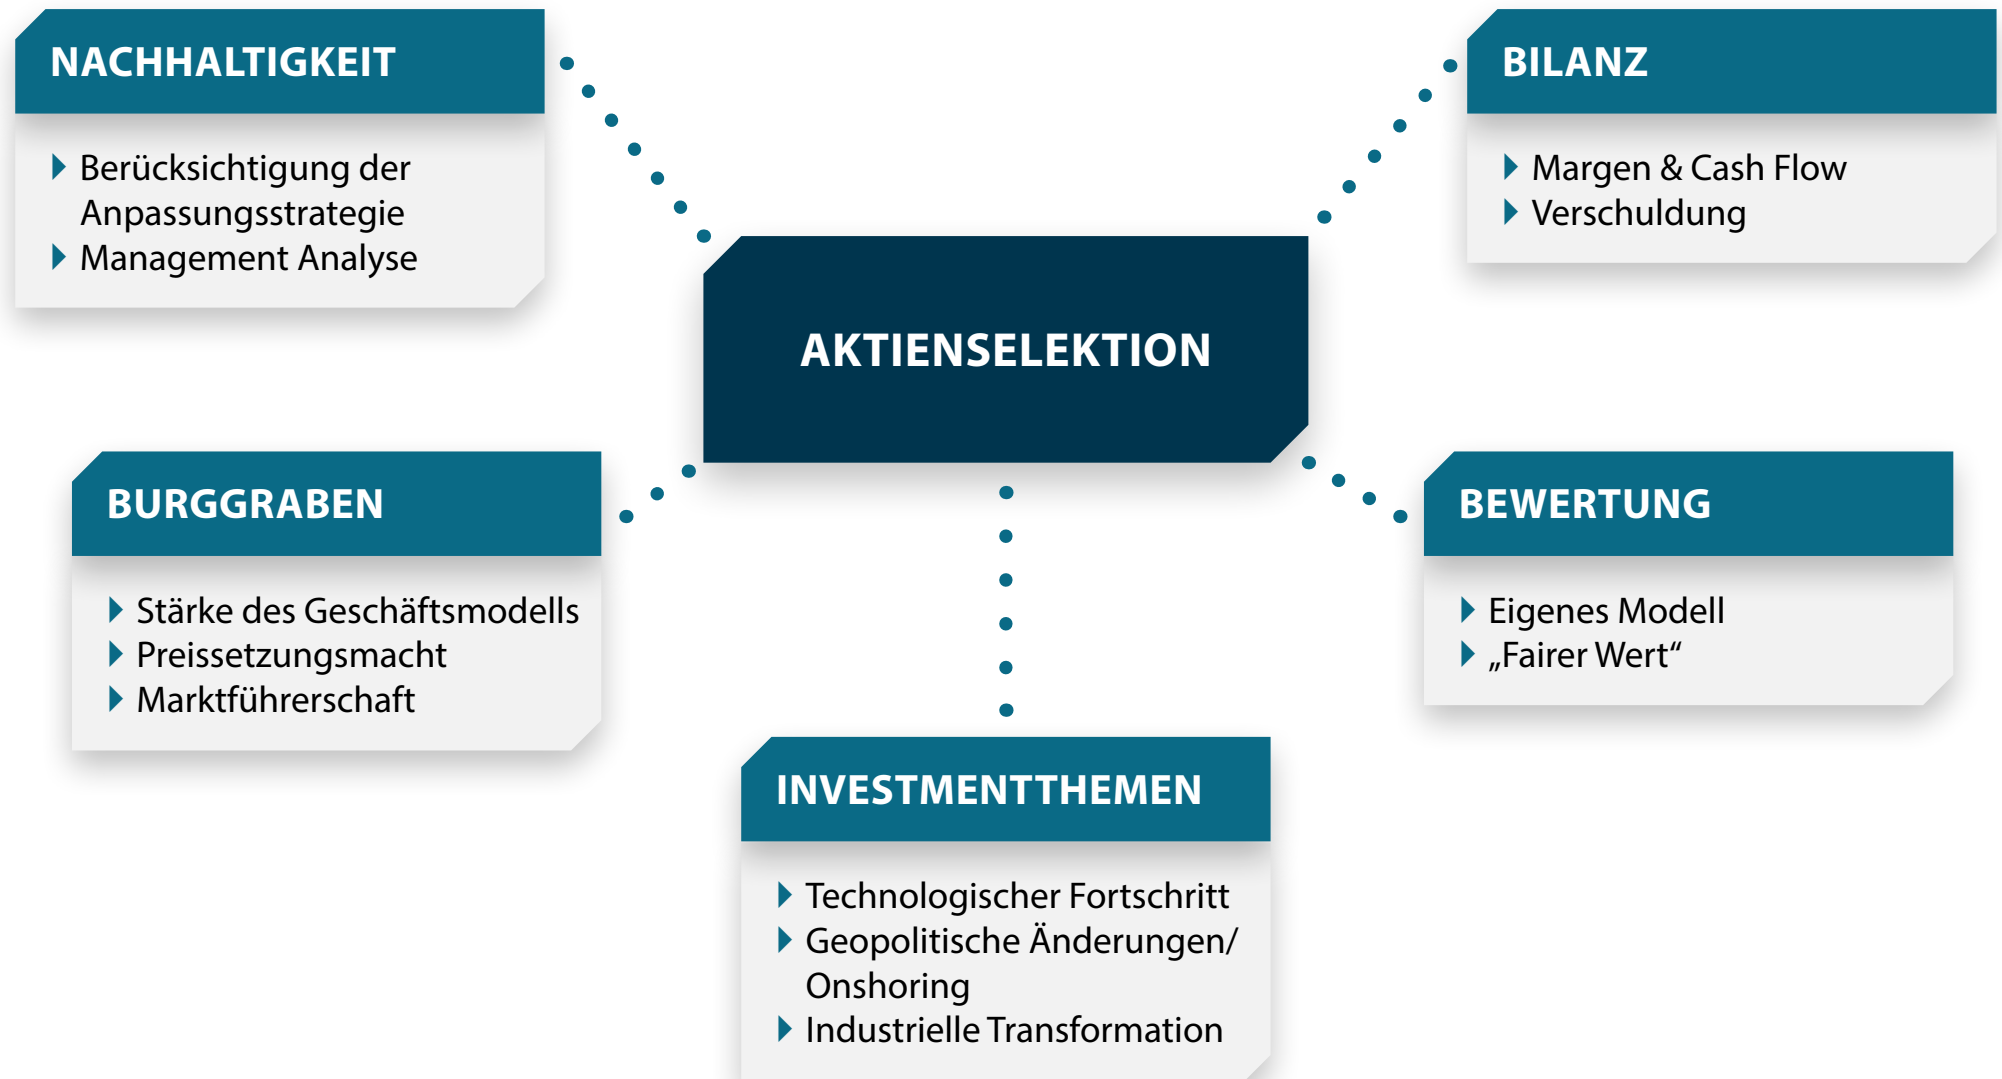 NACHHALTIGKEIT
Berücksichtigung der
Anpassungsstrategie
Management Analyse
BILANZ
Margen & Cash Flow
Verschuldung
AKTIENSELEKTION
BURGGRABEN
Stärke des Geschäftsmodells
Preissetzungsmacht
Marktführerschaft
BEWERTUNG
Eigenes Modell
„Fairer Wert“
INVESTMENTTHEMEN
Technologischer Fortschritt
Geopolitische Änderungen/
Onshoring
Industrielle Transformation